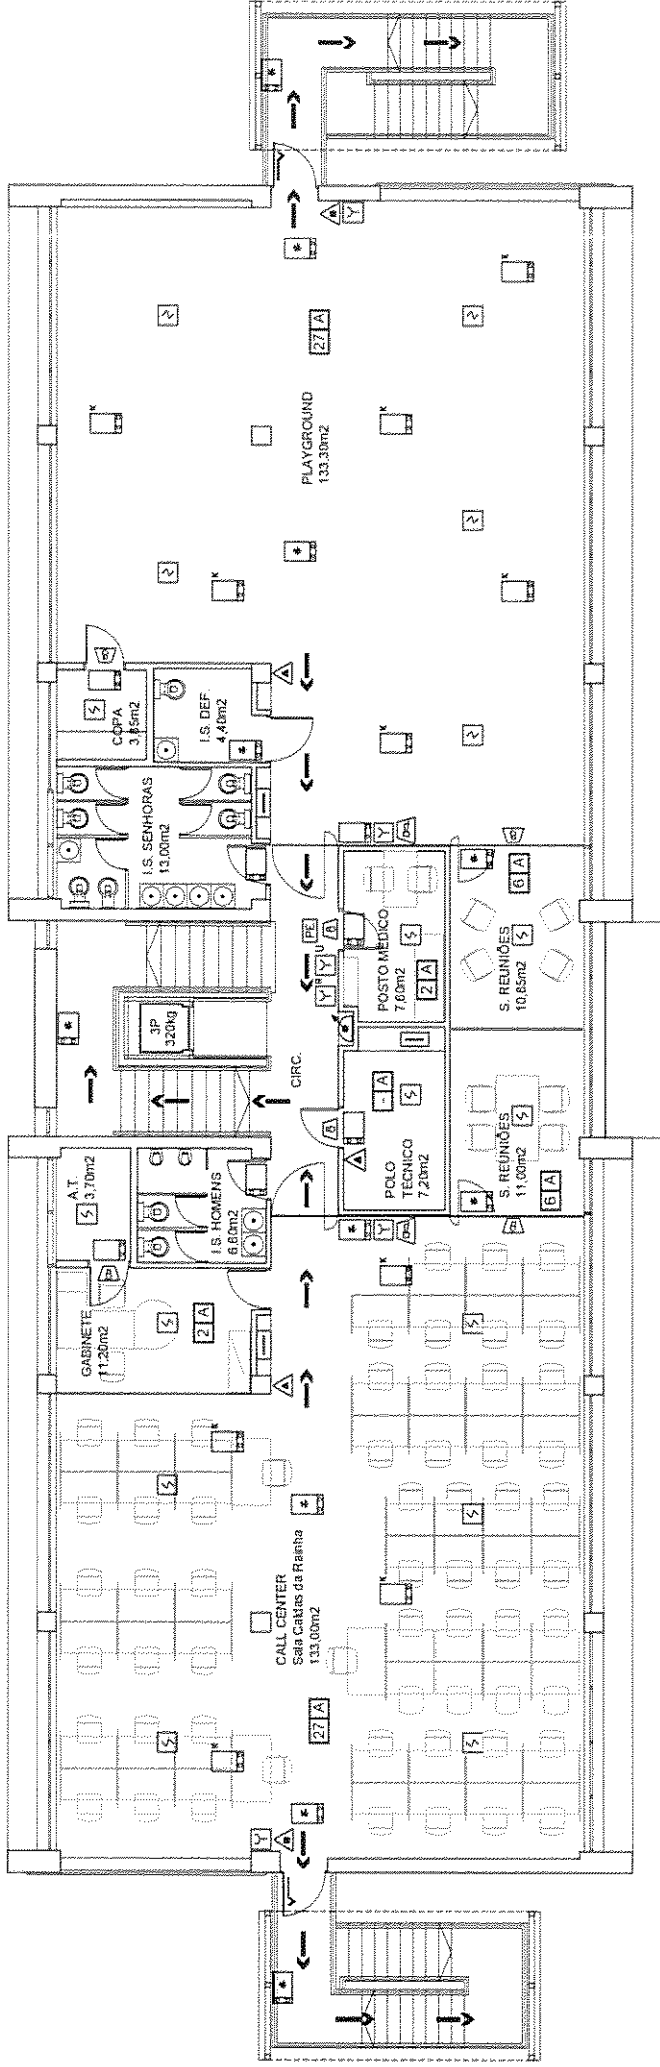 PLAYGROUND
133,30m2
27 A
COPA
3,85m2
I.S. DEF.
4,40m2
I.S. SENHORAS
13,00m2
POSTO MÉDICO
7,60m2
2 A
S. REUNIÕES
10,85m2
6 A
3P
320kg
PE
Y
R
Y
U
CIRC.
POLO
TÉCNICO
7,20m2
- A
S. REUNIÕES
11,00m2
6 A
A.T.
3,70m2
I.S. HOMENS
6,60m2
GABINETE
11,20m2
2 A
CALL CENTER
Sala Caldas da Rainha
133,00m2
27 A
K
K
K
K
K
K
K
K
K
K
S
S
S
S
S
S
S
S
S
S
Y
Y
Y
Y